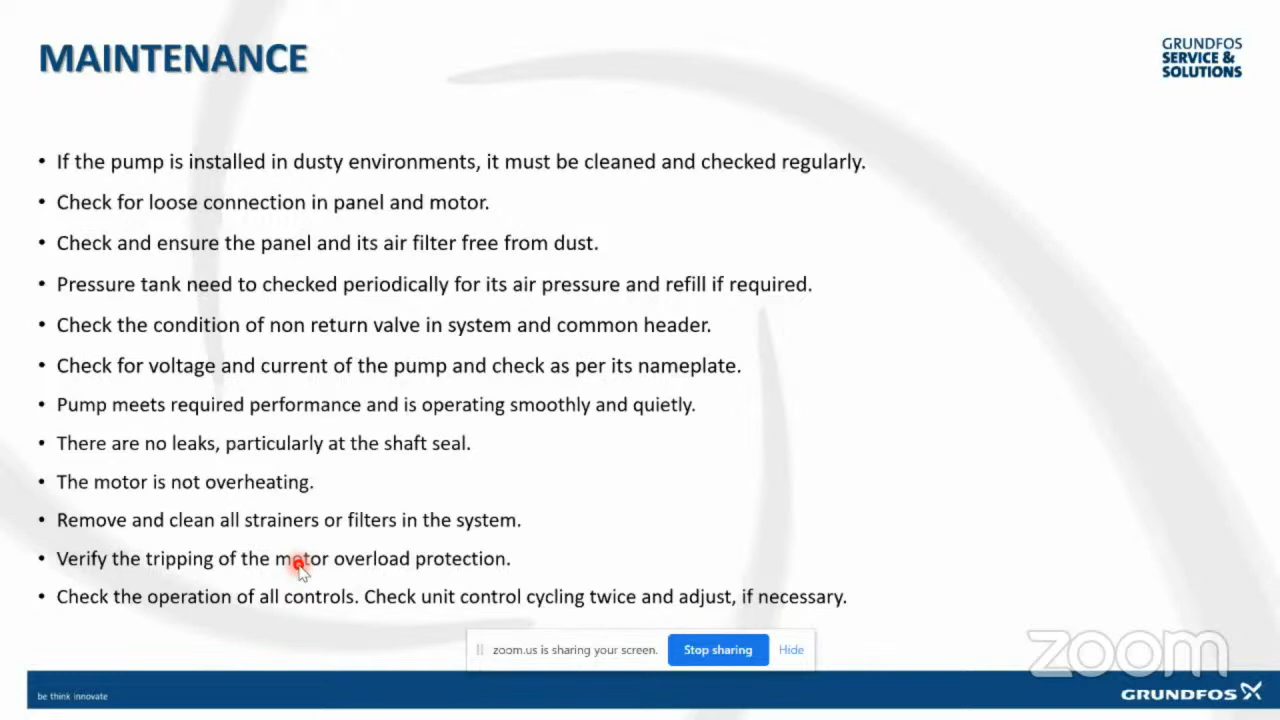 MAINTENANCE
GRUNDFOS
SERVICE &
SOLUTIONS
• If the pump is installed in dusty environments, it must be cleaned and checked regularly.
• Check for loose connection in panel and motor.
• Check and ensure the panel and its air filter free from dust.
• Pressure tank need to checked periodically for its air pressure and refill if required.
• Check the condition of non return valve in system and common header.
• Check for voltage and current of the pump and check as per its nameplate.
• Pump meets required performance and is operating smoothly and quietly.
• There are no leaks, particularly at the shaft seal.
• The motor is not overheating.
• Remove and clean all strainers or filters in the system.
• Verify the tripping of the motor overload protection.
• Check the operation of all controls. Check unit control cycling twice and adjust, if necessary.
zoom.us is sharing your screen. Stop sharing Hide
zoom
be think innovate
GRUNDFOS